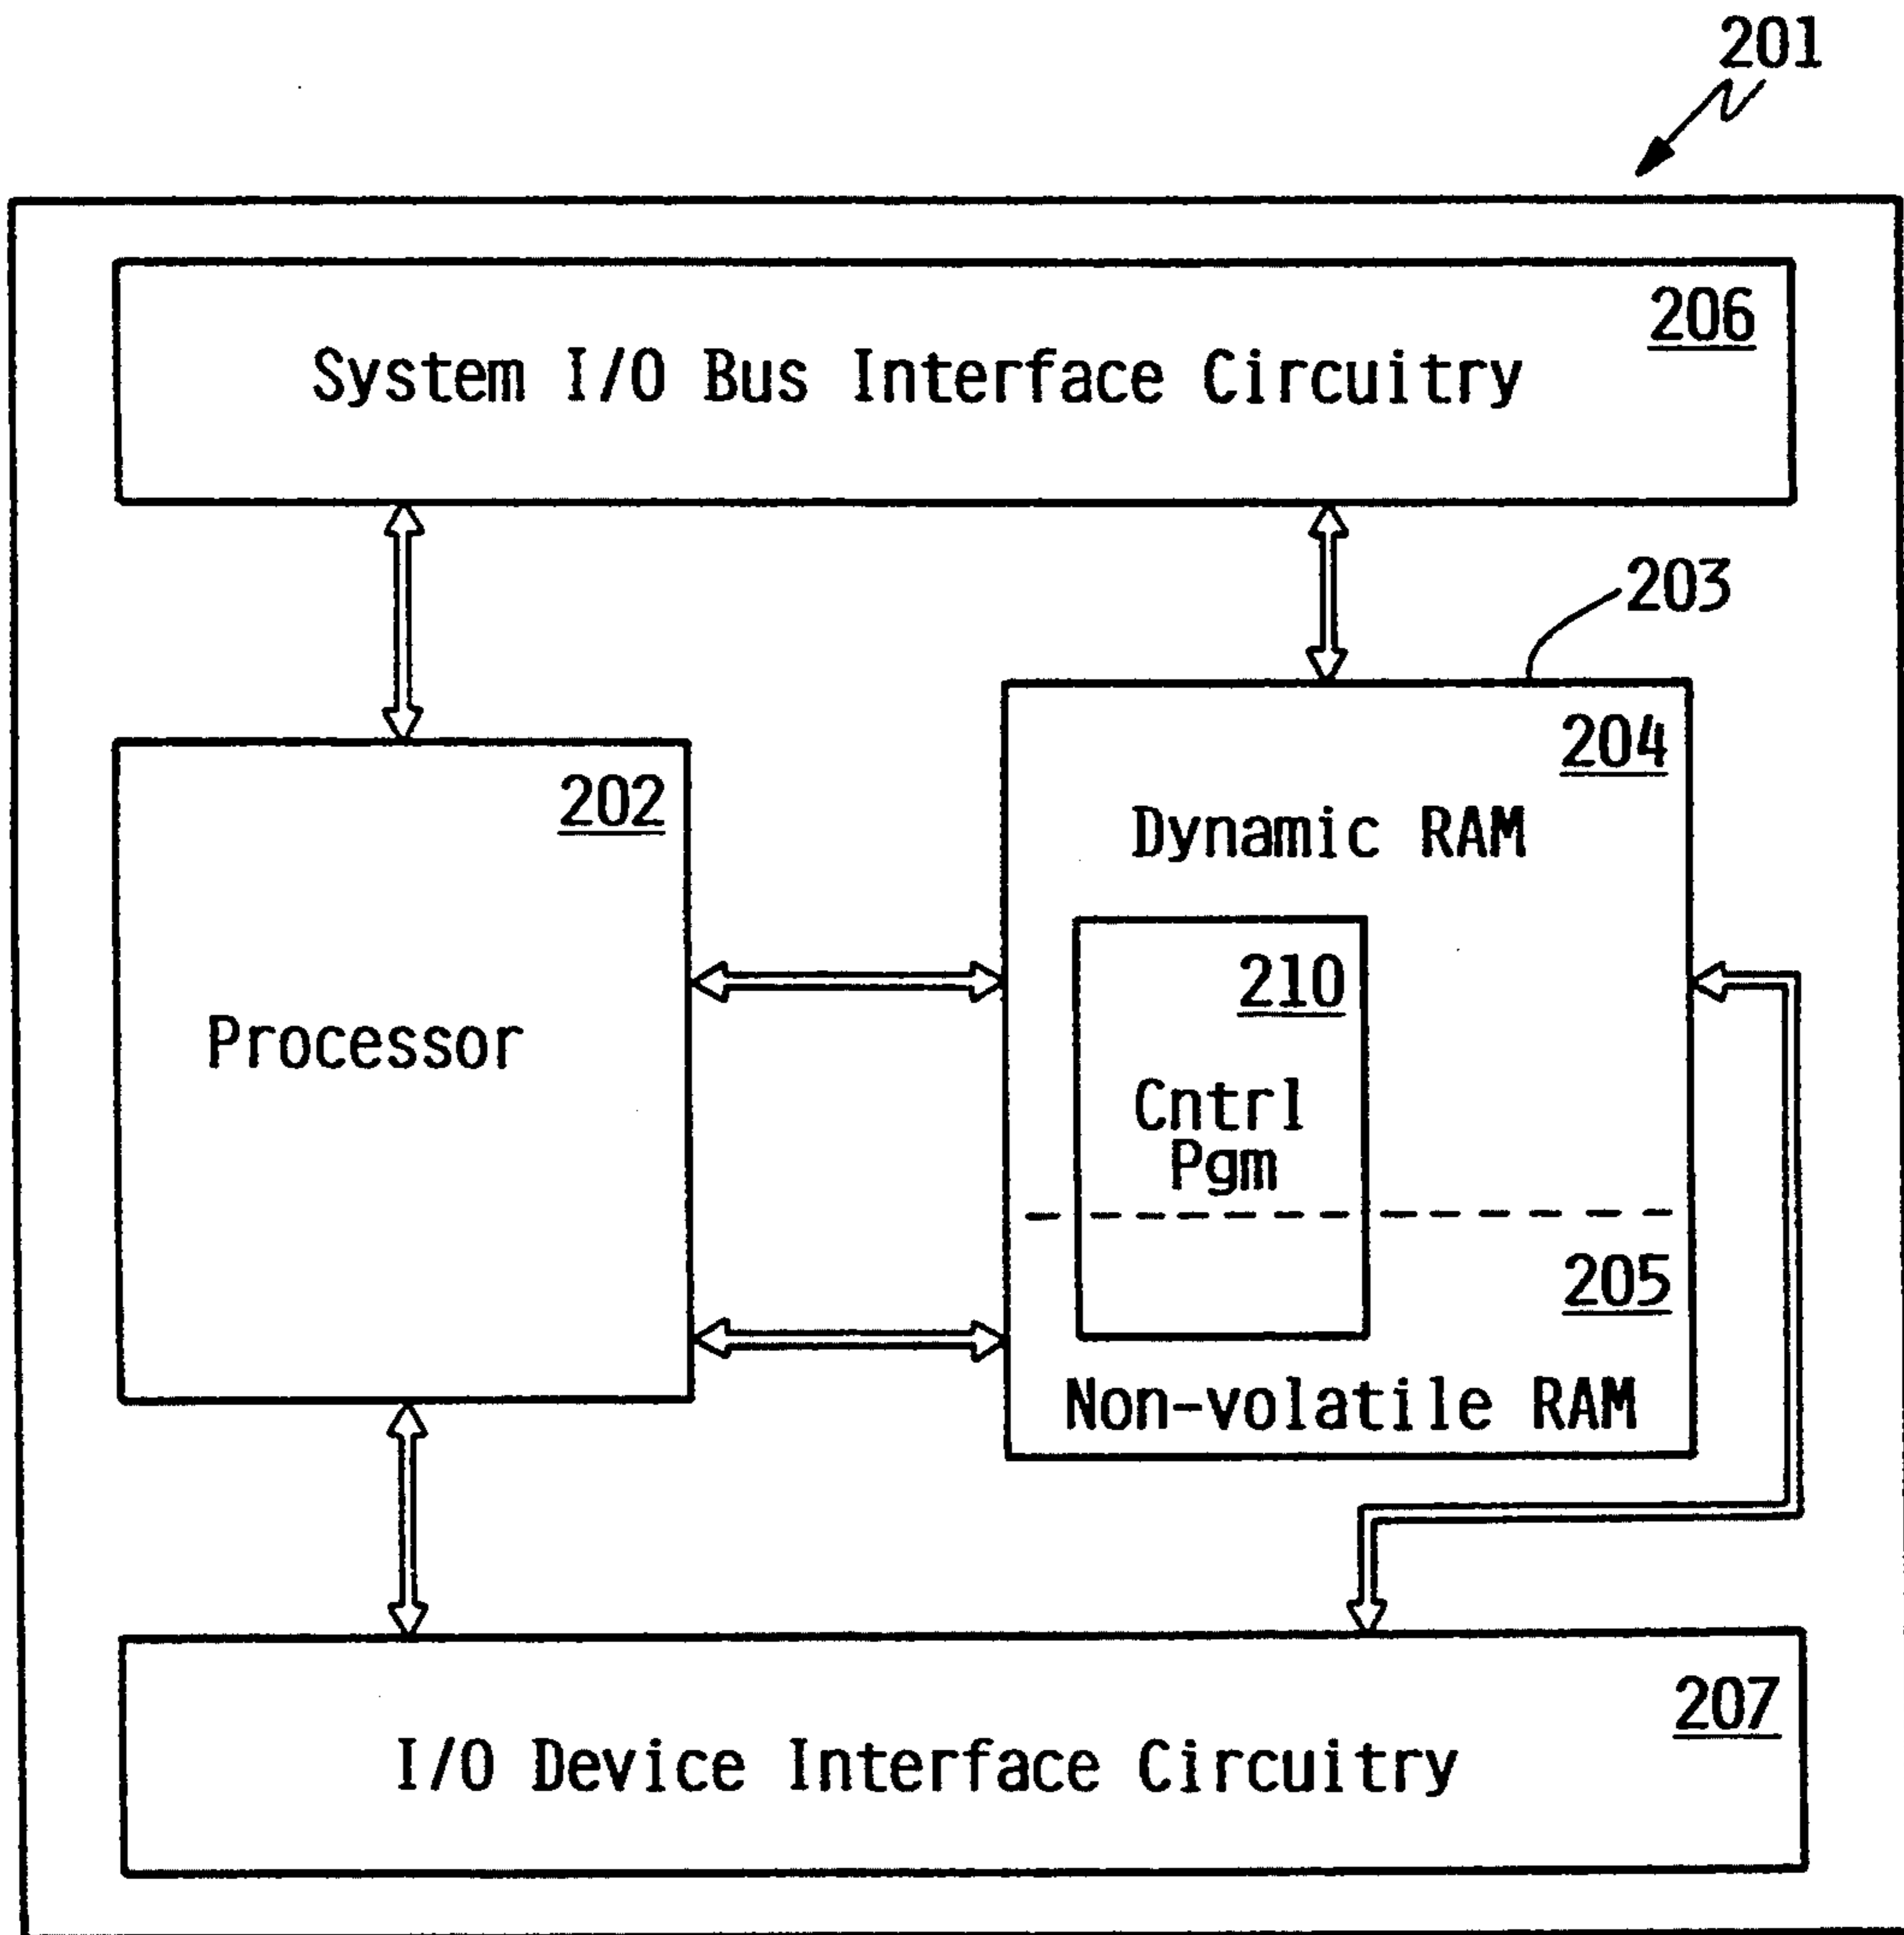 201
206
System I/O Bus Interface Circuitry
203
204
202
Dynamic RAM
210
Processor
Cntrl
Pgm
205
Non-volatile RAM
207
I/O Device Interface Circuitry